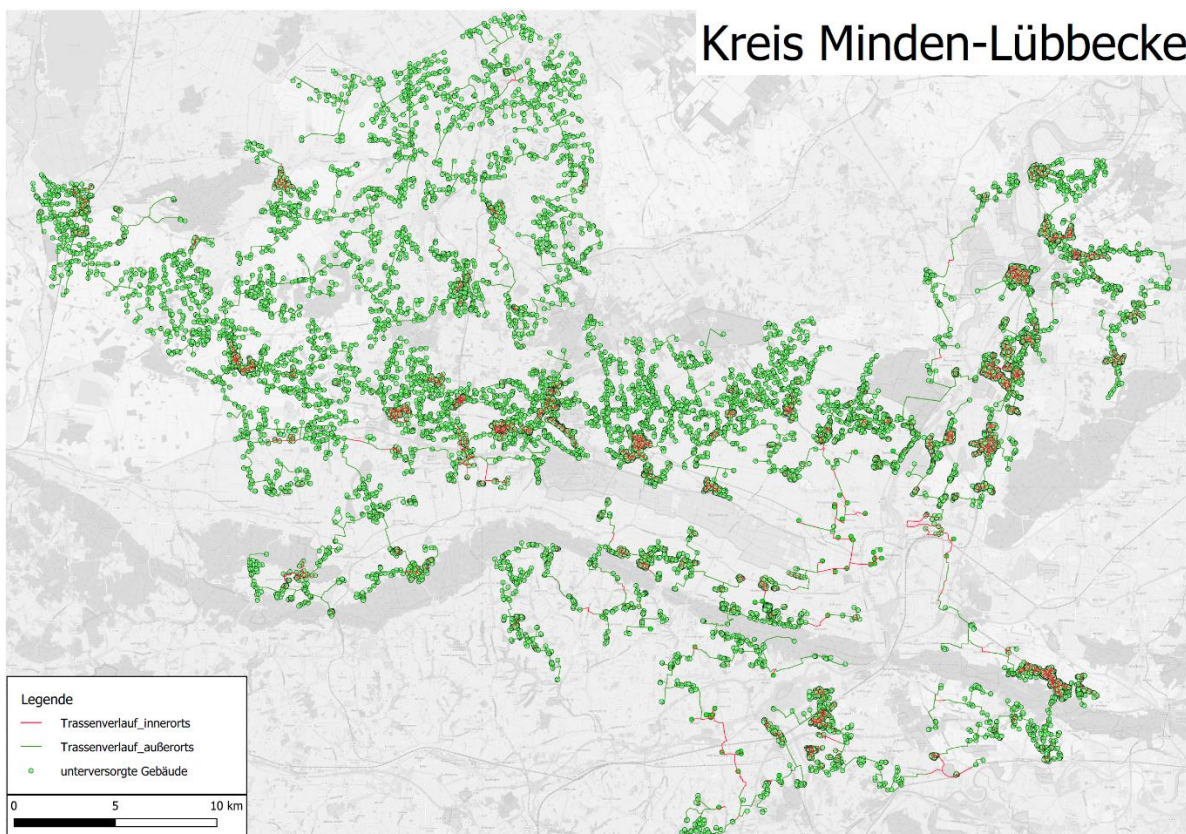 Kreis Minden-Lübbecke
Legende
Trassenverlauf_innerorts
Trassenverlauf_außerorts
unterversorgte Gebäude
0 5 10 km